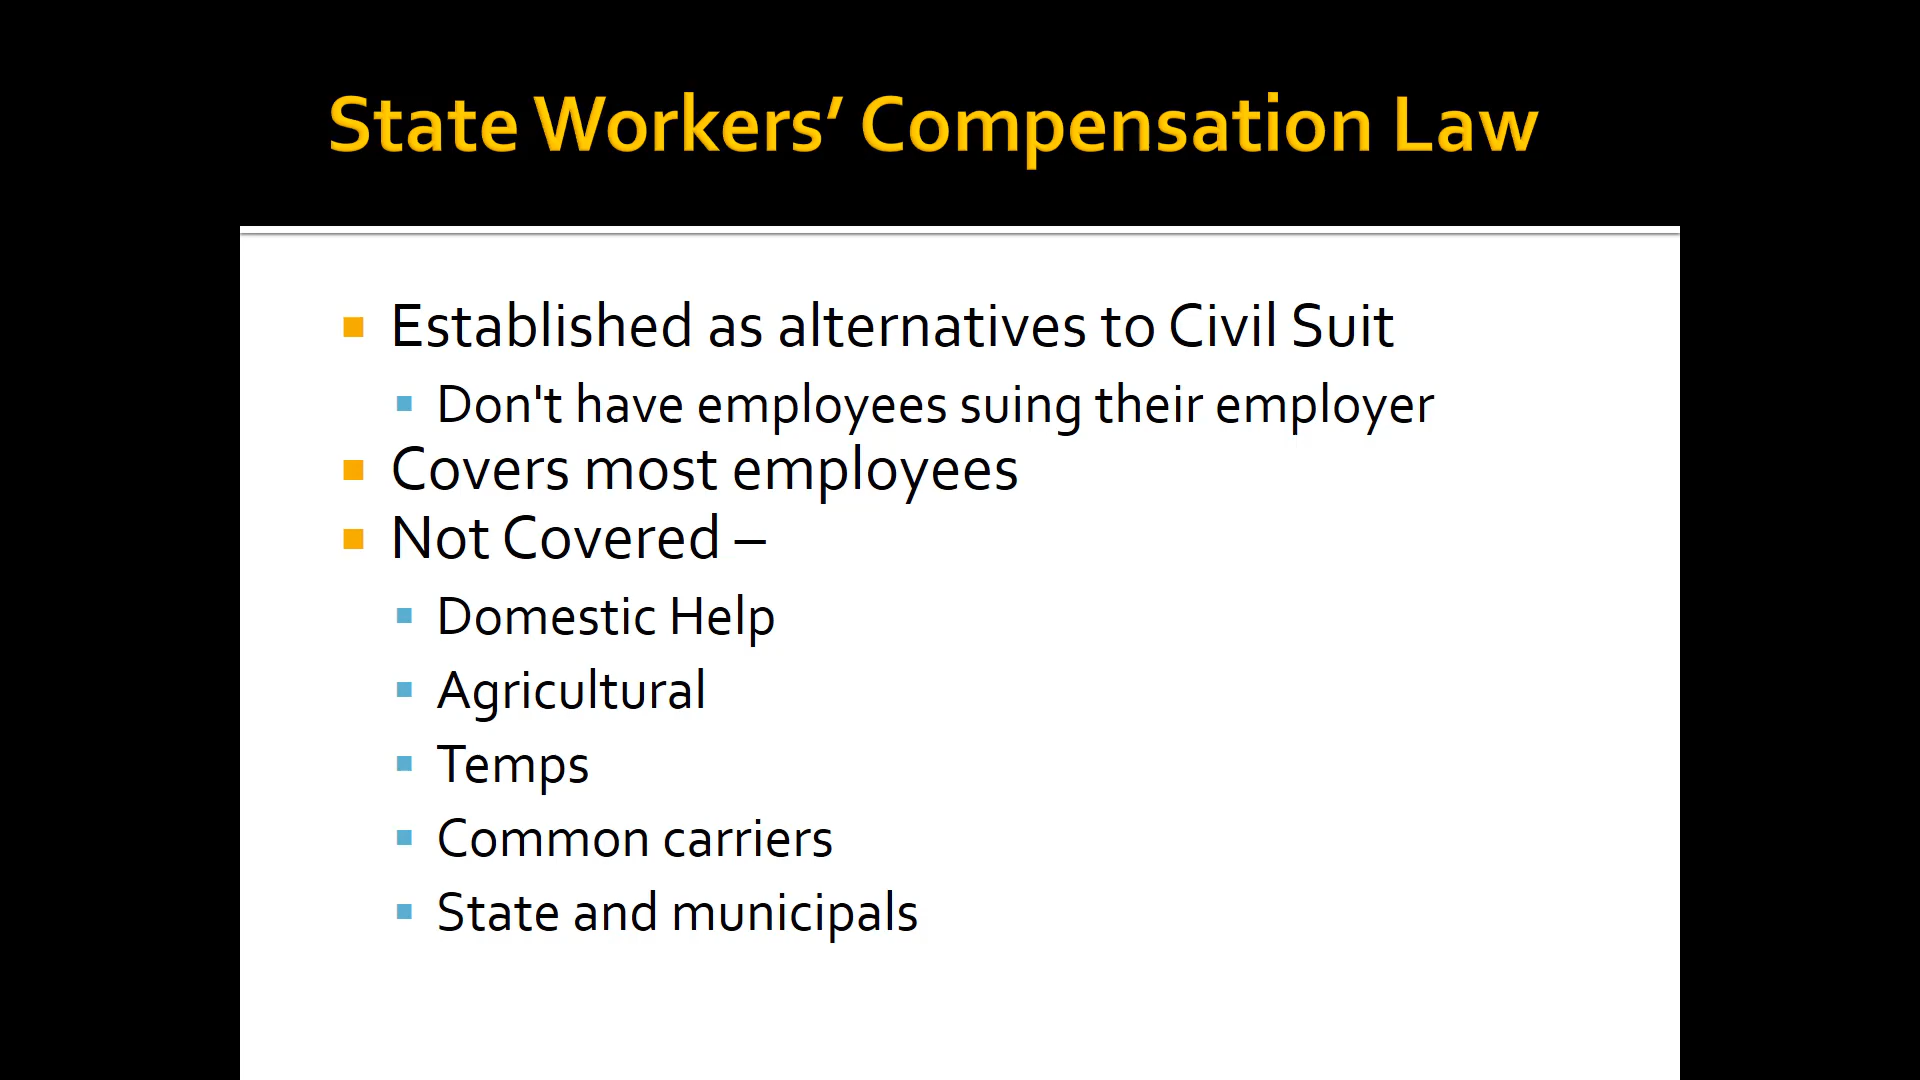 State Workers’ Compensation Law
Established as alternatives to Civil Suit
Don't have employees suing their employer
Covers most employees
Not Covered –
Domestic Help
Agricultural
Temps
Common carriers
State and municipals